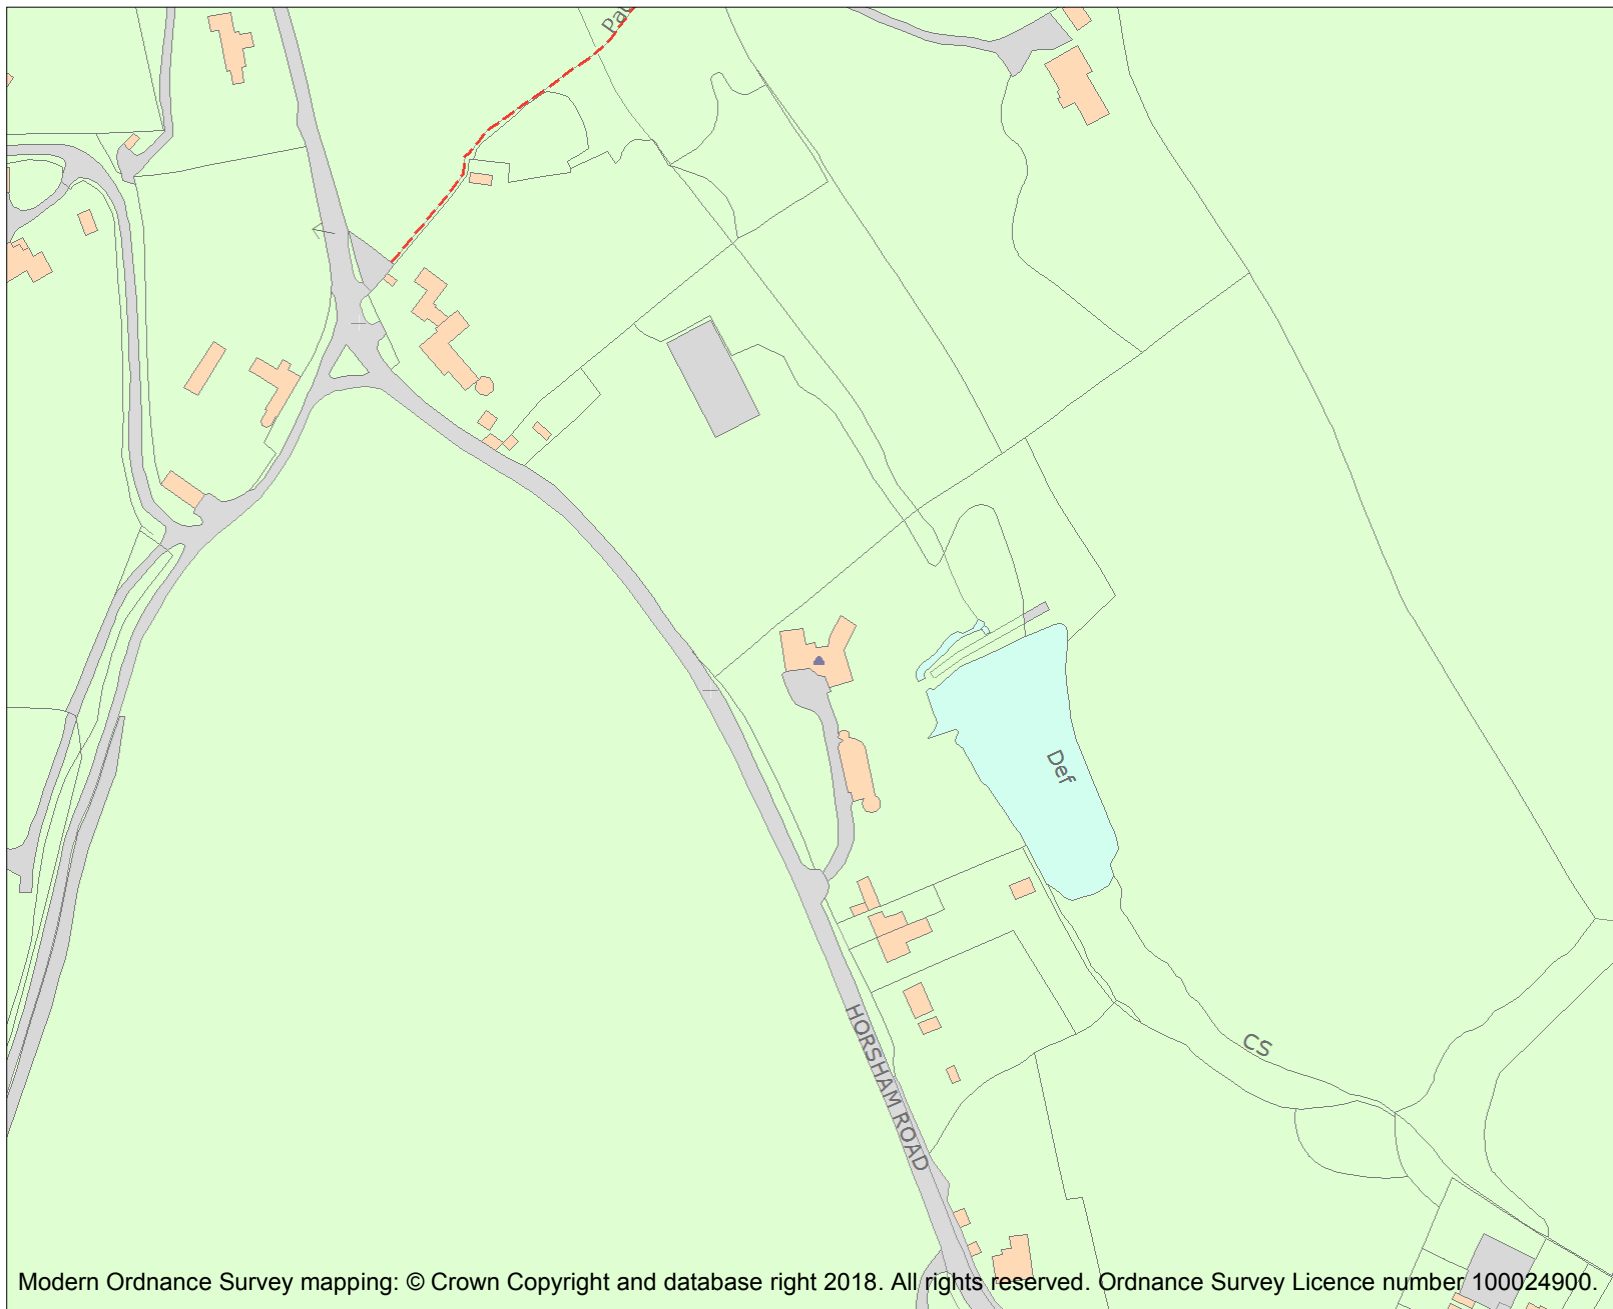 Def
CS
HORSHAM ROAD
Modern Ordnance Survey mapping: © Crown Copyright and database right 2018. All rights reserved. Ordnance Survey Licence number 100024900.